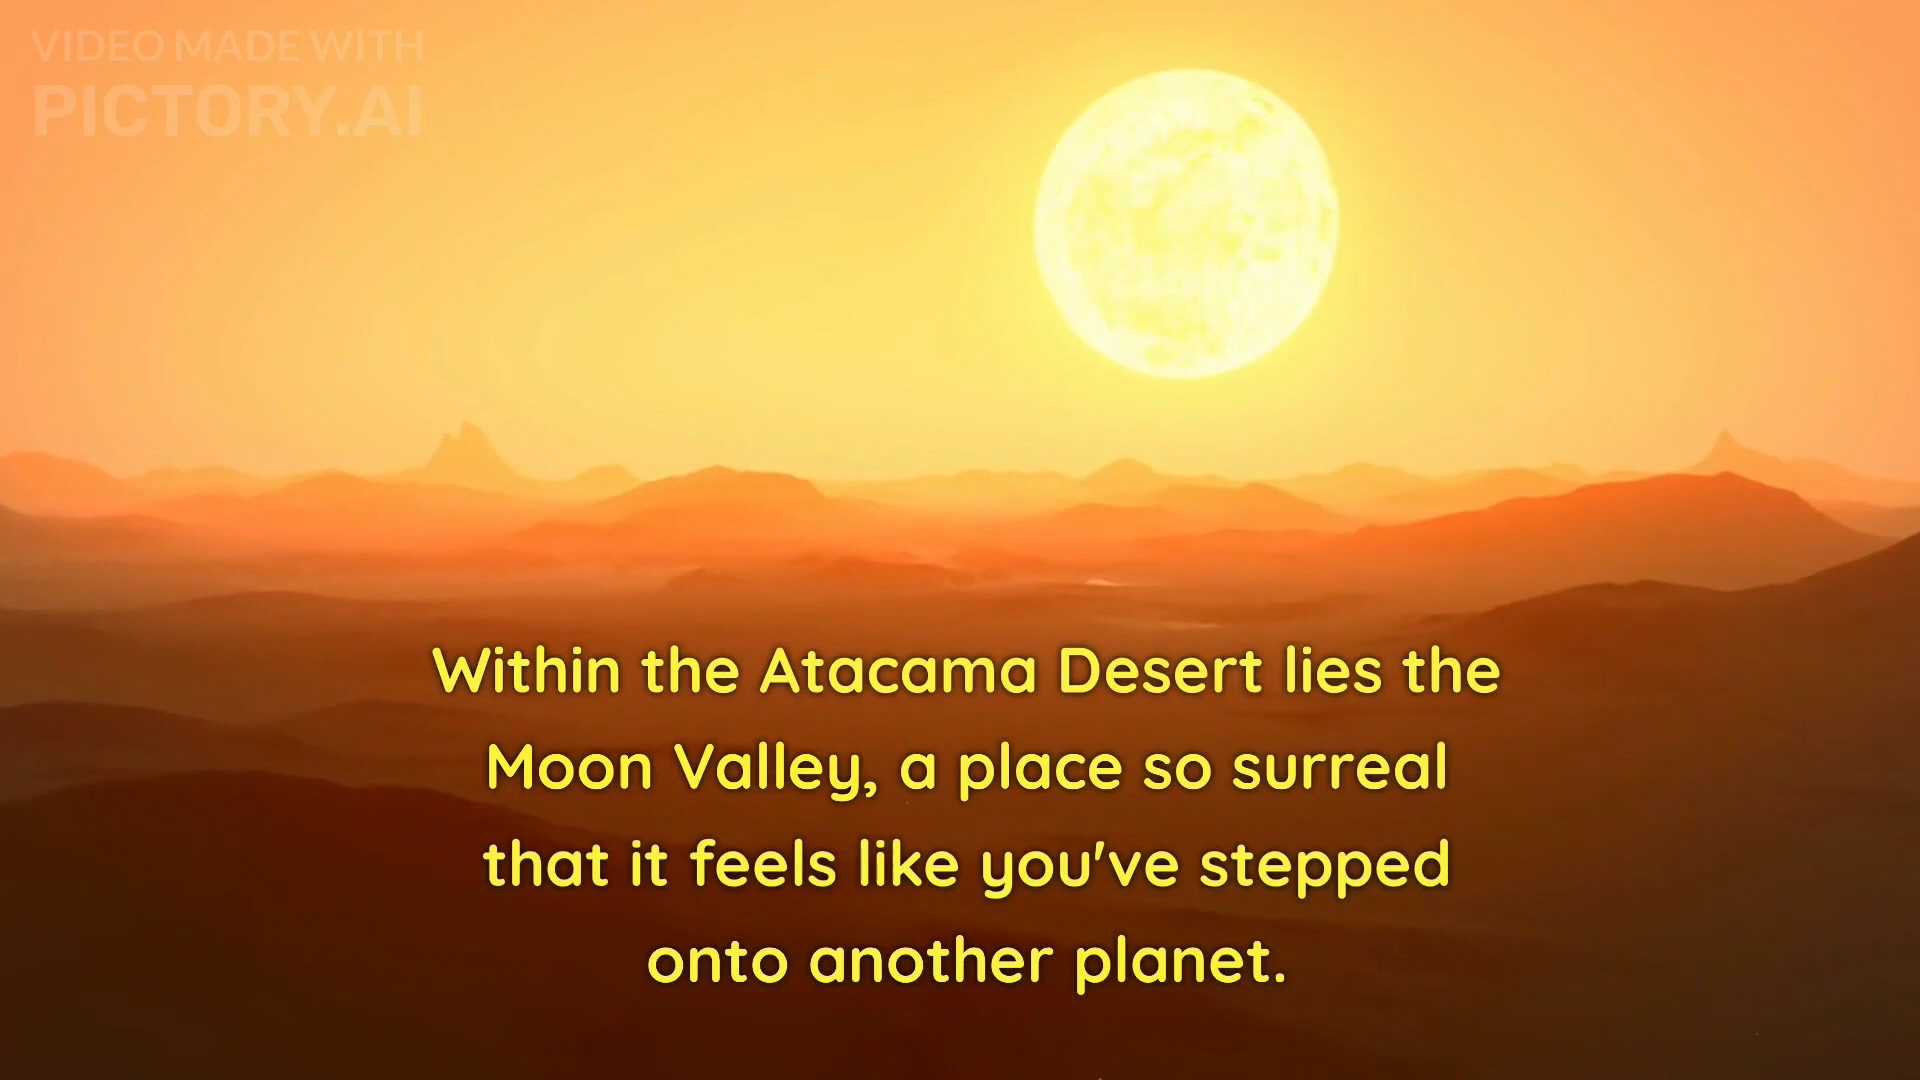 VIDEO MADE WITH
PICTORY.AI
Within the Atacama Desert lies the
Moon Valley, a place so surreal
that it feels like you've stepped
onto another planet.